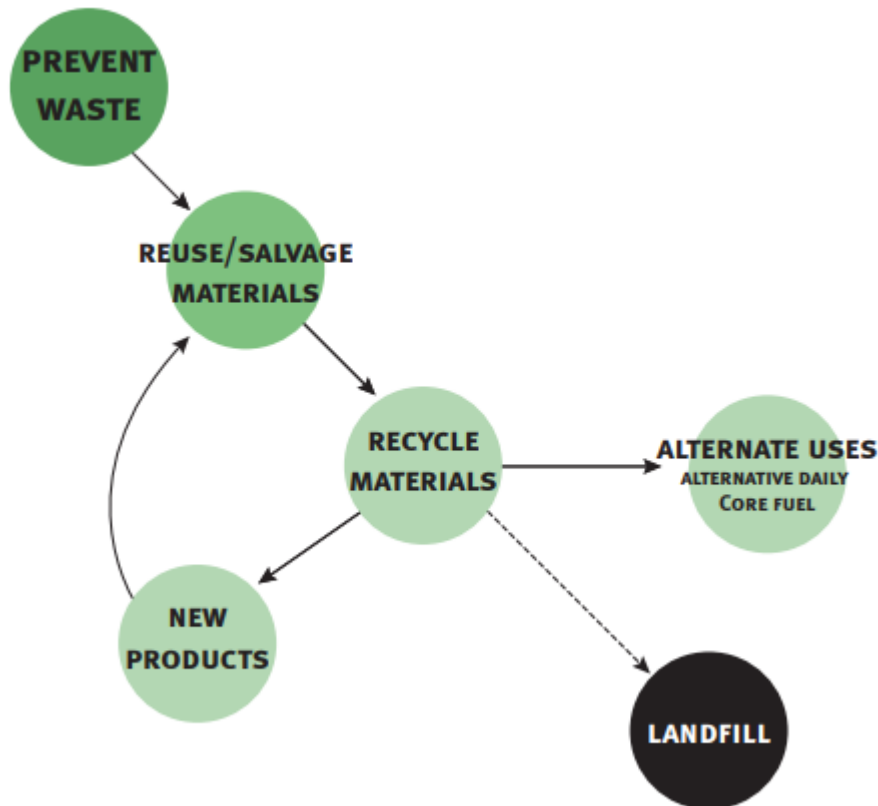 PREVENT
WASTE
REUSE/SALVAGE
MATERIALS
RECYCLE
MATERIALS
ALTERNATE USES
ALTERNATIVE DAILY
CORE FUEL
NEW
PRODUCTS
LANDFILL